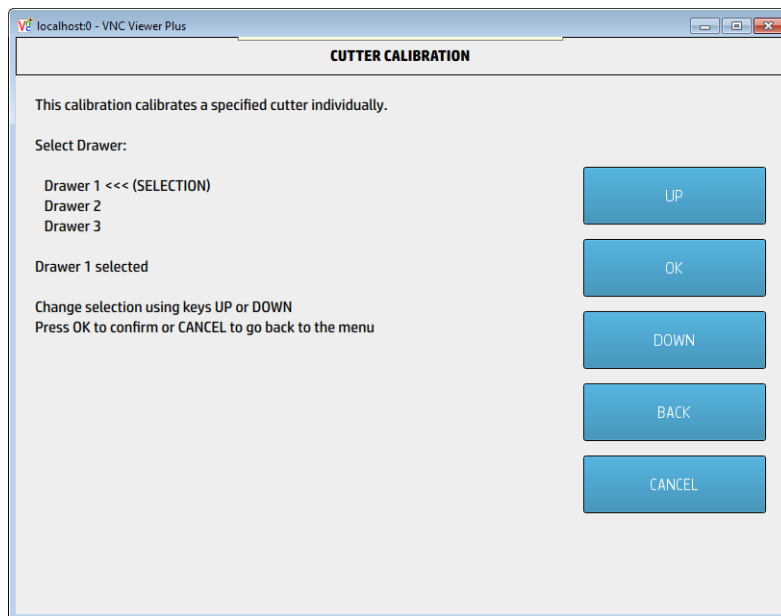 localhost:0 - VNC Viewer Plus
CUTTER CALIBRATION
This calibration calibrates a specified cutter individually.
Select Drawer:
Drawer 1 <<< (SELECTION)
Drawer 2
Drawer 3
Drawer 1 selected
Change selection using keys UP or DOWN
Press OK to confirm or CANCEL to go back to the menu
UP
OK
DOWN
BACK
CANCEL